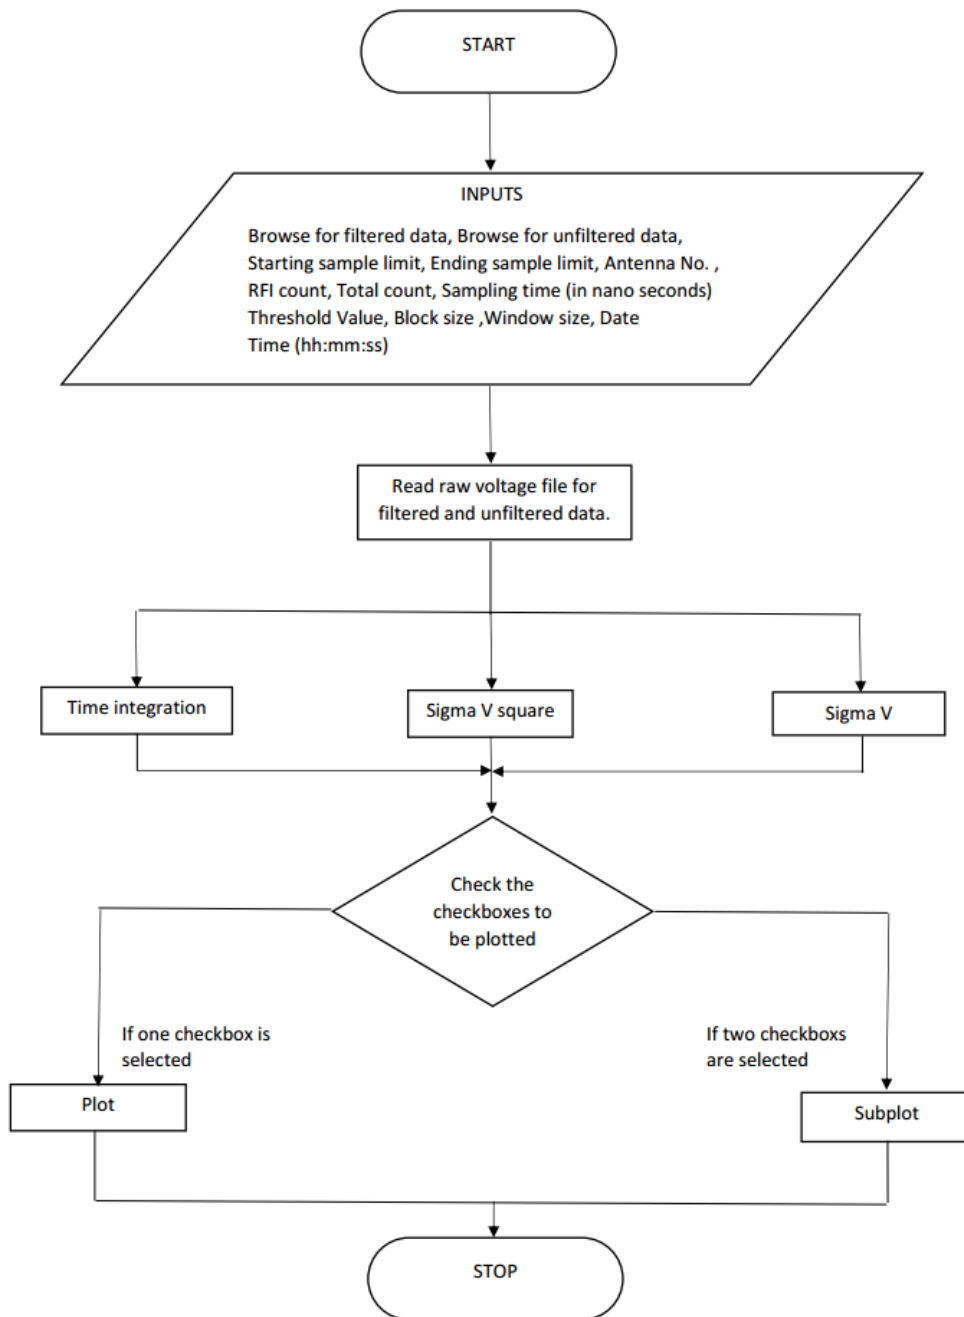 START
INPUTS
Browse for filtered data, Browse for unfiltered data,
Starting sample limit, Ending sample limit, Antenna No. ,
RFI count, Total count, Sampling time (in nano seconds)
Threshold Value, Block size ,Window size, Date
Time (hh:mm:ss)
Read raw voltage file for
filtered and unfiltered data.
Time integration
Sigma V square
Sigma V
Check the
checkboxes to
be plotted
If one checkbox is
selected
If two checkboxs
are selected
Plot
Subplot
STOP